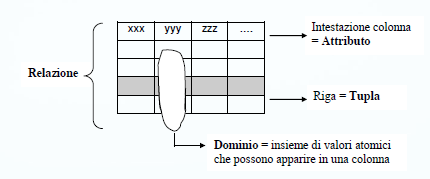 xxx yyy zzz ....
Intestazione colonna
= Attributo
Relazione
Riga = Tupla
Dominio = insieme di valori atomici
che possono apparire in una colonna